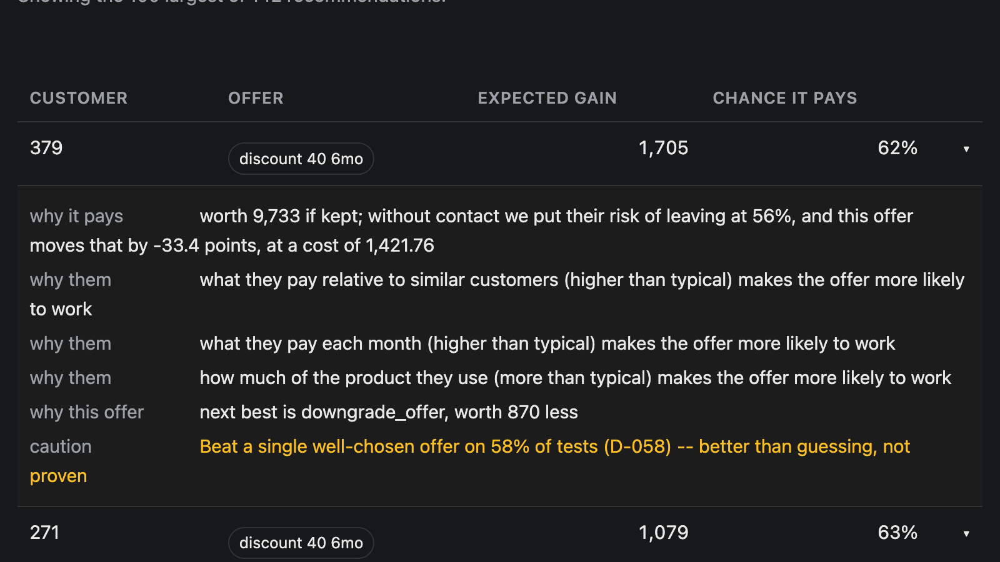 CUSTOMER OFFER EXPECTED GAIN CHANCE IT PAYS
379 discount 40 6mo 1,705 62% ▼
why it pays worth 9,733 if kept; without contact we put their risk of leaving at 56%, and this offer
moves that by -33.4 points, at a cost of 1,421.76
why them what they pay relative to similar customers (higher than typical) makes the offer more likely
to work
why them what they pay each month (higher than typical) makes the offer more likely to work
why them how much of the product they use (more than typical) makes the offer more likely to work
why this offer next best is downgrade_offer, worth 870 less
caution Beat a single well-chosen offer on 58% of tests (D-058) -- better than guessing, not
proven
271 discount 40 6mo 1,079 63% ▼